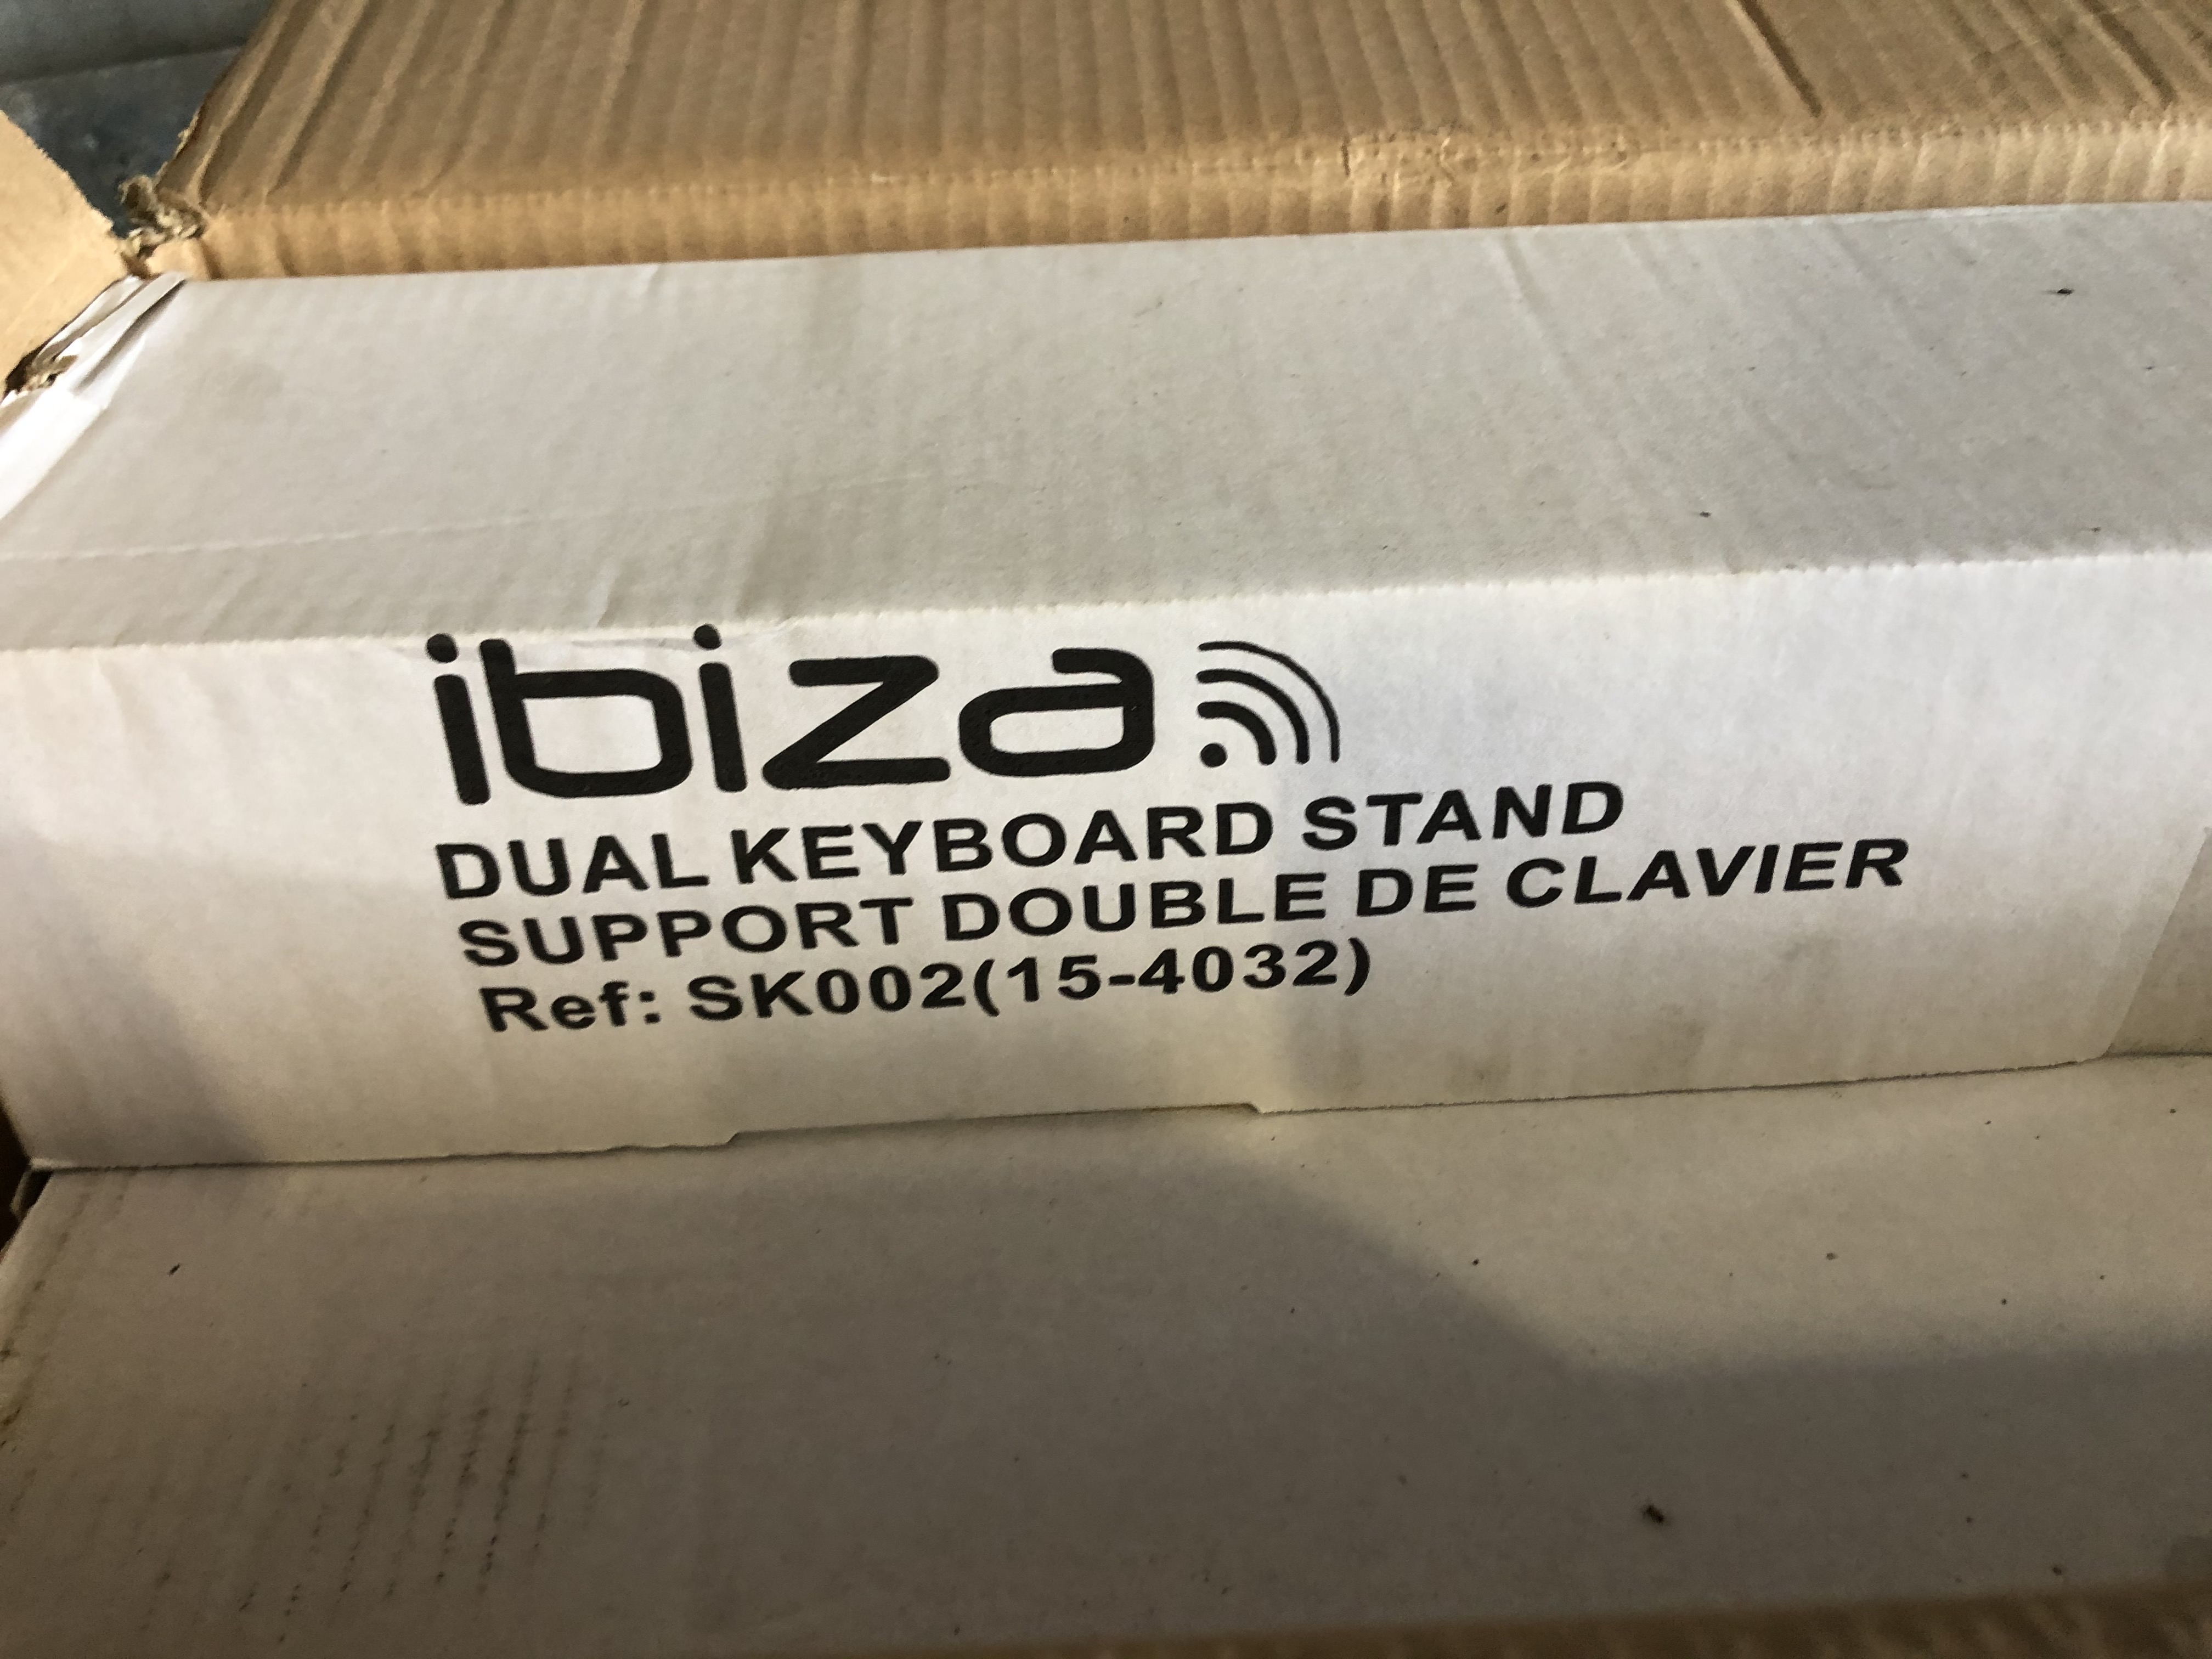 ibiza
DUAL KEYBOARD STAND
SUPPORT DOUBLE DE CLAVIER
Ref: SK002(15-4032)